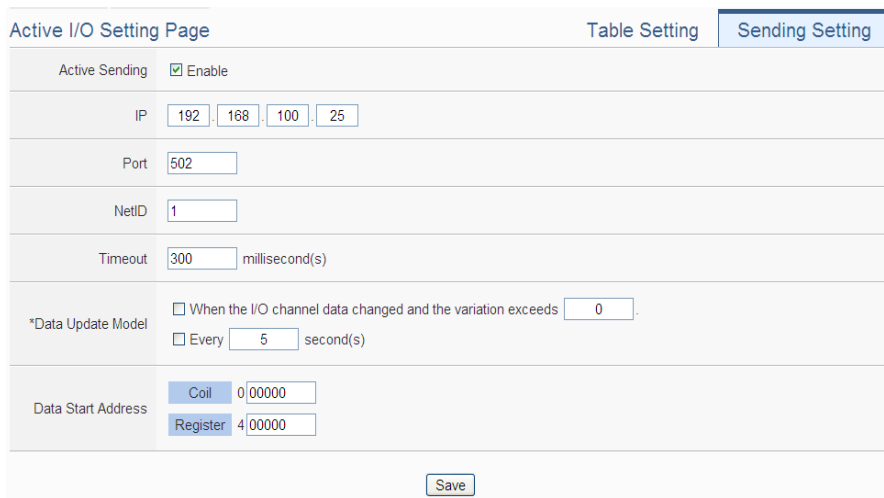 Active I/O Setting Page Table Setting Sending Setting
Active Sending Enable
IP 192 . 168 . 100 . 25
Port 502
NetID 1
Timeout 300 millisecond(s)
*Data Update Model
When the I/O channel data changed and the variation exceeds 0 .
Every 5 second(s)
Data Start Address
Coil 0 00000
Register 4 00000
Save